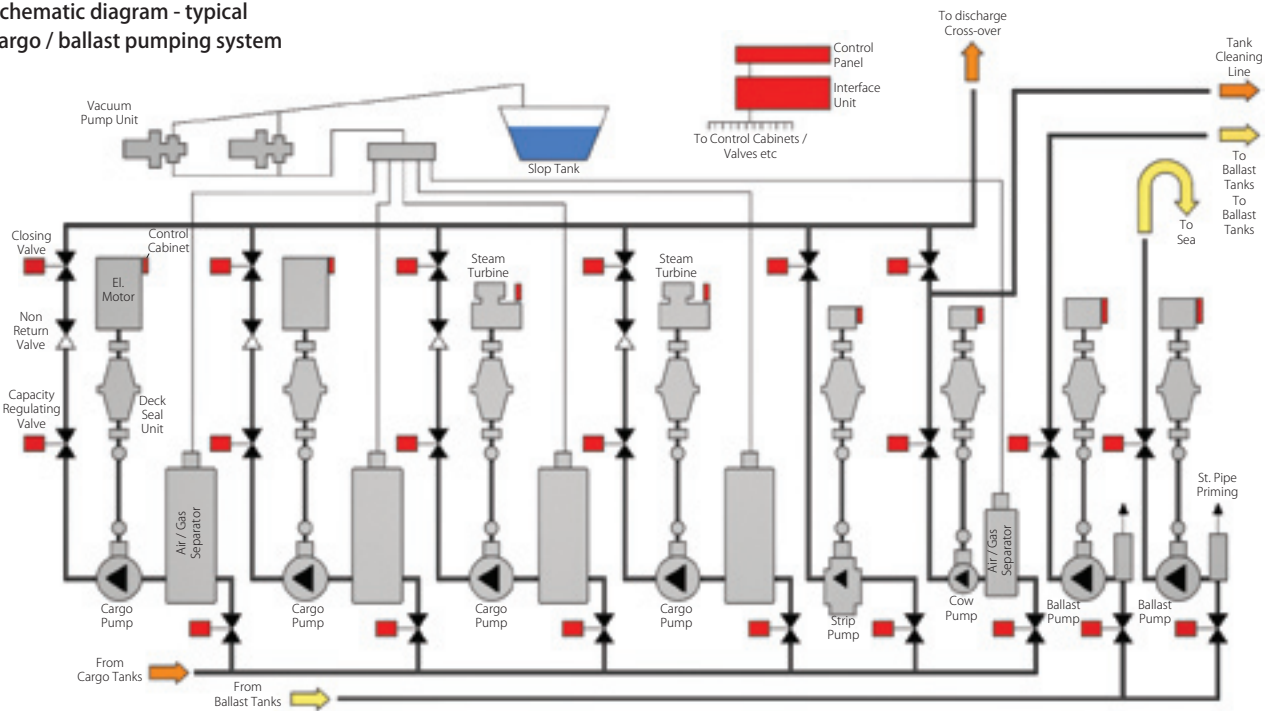 chematic diagram - typical
argo / ballast pumping system
To discharge
Cross-over
Control
Panel
Interface
Unit
To Control Cabinets /
Valves etc
Tank
Cleaning
Line
Vacuum
Pump Unit
Slop Tank
To
Ballast
Tanks
To
Ballast
Tanks
To
Sea
Closing
Valve
Control
Cabinet
El.
Motor
Steam
Turbine
Steam
Turbine
Non
Return
Valve
Capacity
Regulating
Valve
Deck
Seal
Unit
Air / Gas
Separator
Air / Gas
Separator
St. Pipe
Priming
Cargo
Pump
Cargo
Pump
Cargo
Pump
Cargo
Pump
Strip
Pump
Cow
Pump
Ballast
Pump
Ballast
Pump
From
Cargo Tanks
From
Ballast Tanks